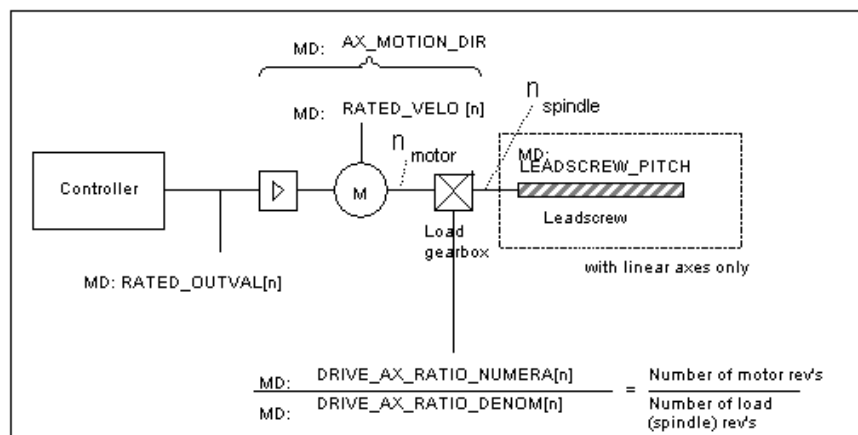 MD: AX_MOTION_DIR
MD: RATED_VELO [n]
n spindle
n motor
MD:
LEADSCREW_PITCH
Controller
M
Leadscrew
Load
gearbox
with linear axes only
MD: RATED_OUTVAL[n]
MD: DRIVE_AX_RATIO_NUMERA[n]
MD: DRIVE_AX_RATIO_DENOM[n]
=
Number of motor rev's
Number of load
(spindle) rev's